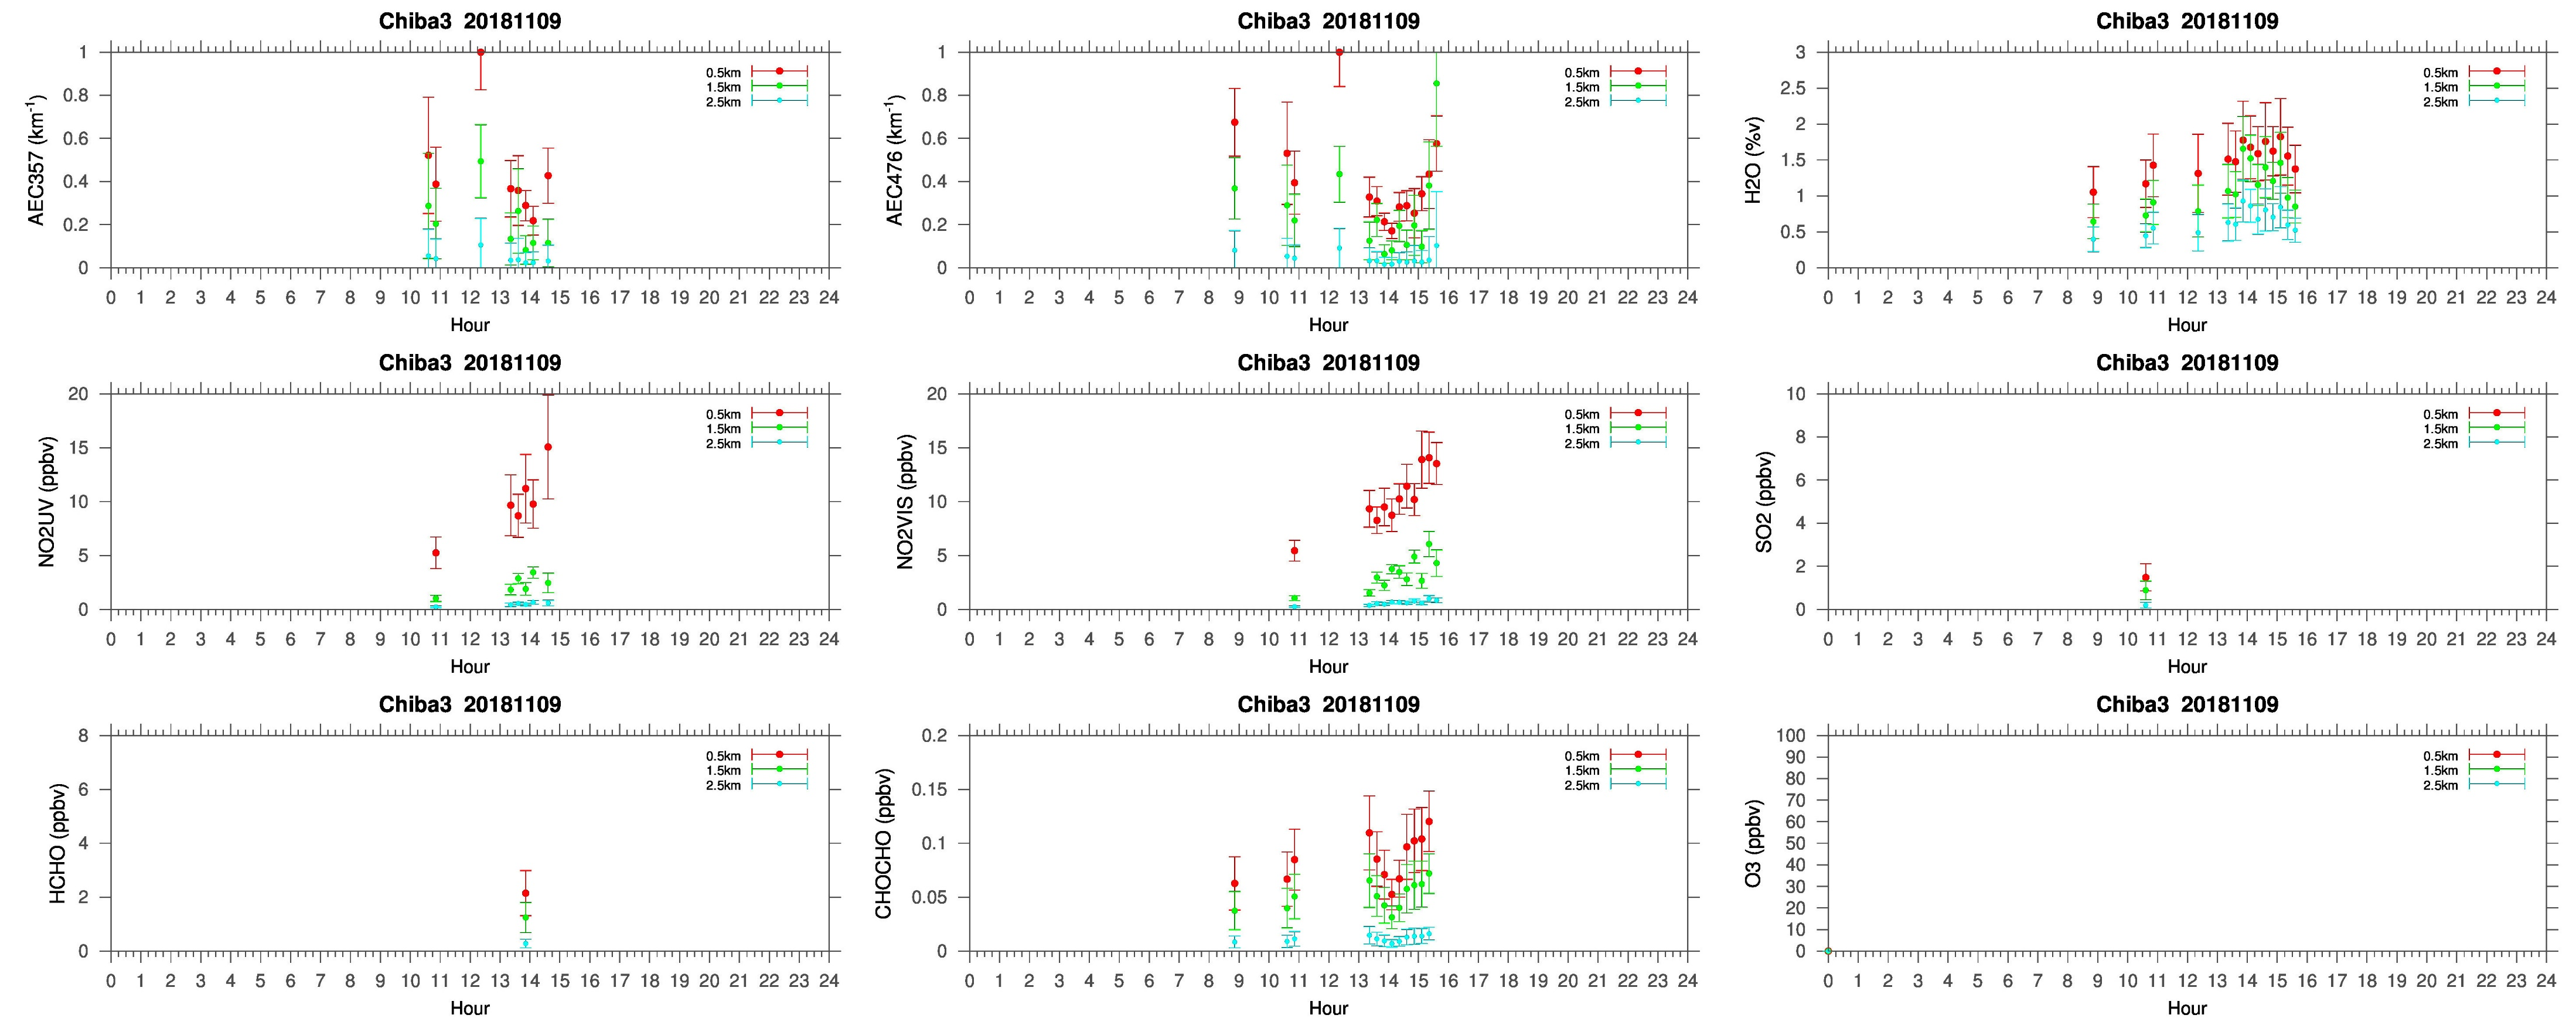 Chiba3 20181109
AEC357 (km-1)
1
0.8
0.6
0.4
0.2
0
0.5km
1.5km
2.5km
0 1 2 3 4 5 6 7 8 9 10 11 12 13 14 15 16 17 18 19 20 21 22 23 24
Hour
Chiba3 20181109
AEC476 (km-1)
1
0.8
0.6
0.4
0.2
0
0.5km
1.5km
2.5km
0 1 2 3 4 5 6 7 8 9 10 11 12 13 14 15 16 17 18 19 20 21 22 23 24
Hour
Chiba3 20181109
H2O (%v)
3
2.5
2
1.5
1
0.5
0
0.5km
1.5km
2.5km
0 1 2 3 4 5 6 7 8 9 10 11 12 13 14 15 16 17 18 19 20 21 22 23 24
Hour
Chiba3 20181109
NO2UV (ppbv)
20
15
10
5
0
0.5km
1.5km
2.5km
0 1 2 3 4 5 6 7 8 9 10 11 12 13 14 15 16 17 18 19 20 21 22 23 24
Hour
Chiba3 20181109
NO2VIS (ppbv)
20
15
10
5
0
0.5km
1.5km
2.5km
0 1 2 3 4 5 6 7 8 9 10 11 12 13 14 15 16 17 18 19 20 21 22 23 24
Hour
Chiba3 20181109
SO2 (ppbv)
10
8
6
4
2
0
0.5km
1.5km
2.5km
0 1 2 3 4 5 6 7 8 9 10 11 12 13 14 15 16 17 18 19 20 21 22 23 24
Hour
Chiba3 20181109
HCHO (ppbv)
8
6
4
2
0
0.5km
1.5km
2.5km
0 1 2 3 4 5 6 7 8 9 10 11 12 13 14 15 16 17 18 19 20 21 22 23 24
Hour
Chiba3 20181109
CHOCHO (ppbv)
0.2
0.15
0.1
0.05
0
0.5km
1.5km
2.5km
0 1 2 3 4 5 6 7 8 9 10 11 12 13 14 15 16 17 18 19 20 21 22 23 24
Hour
Chiba3 20181109
O3 (ppbv)
100
90
80
70
60
50
40
30
20
10
0
0.5km
1.5km
2.5km
0 1 2 3 4 5 6 7 8 9 10 11 12 13 14 15 16 17 18 19 20 21 22 23 24
Hour